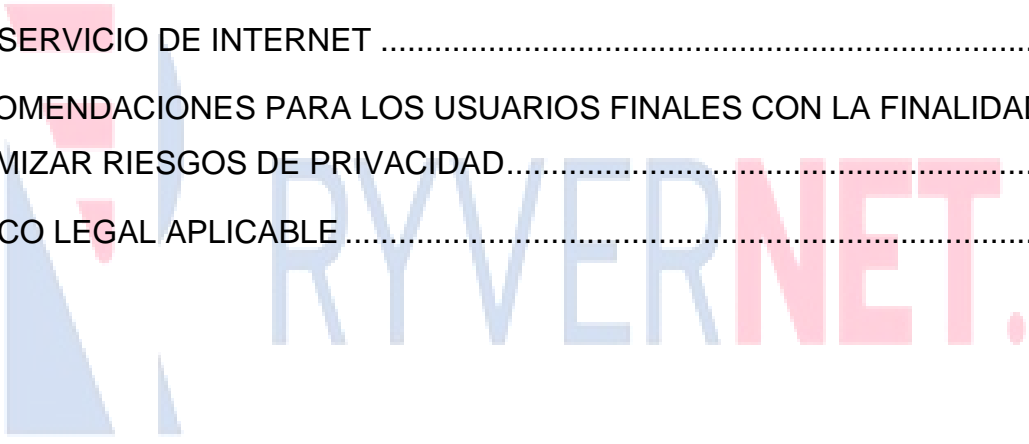 SERVICIO DE INTERNET ........................................................................
OMENDACIONES PARA LOS USUARIOS FINALES CON LA FINALIDAD
MIZAR RIESGOS DE PRIVACIDAD..........................................................
CO LEGAL APLICABLE ............................................................................
RYVERNET.